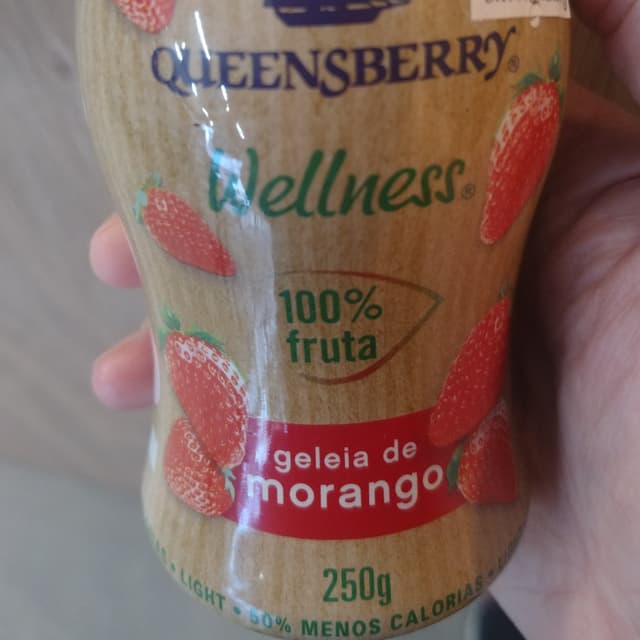 QUEENSBERRY®
Wellness®
100%
fruta
geleia de
morango
250g
LIGHT • 50% MENOS CALORIAS •